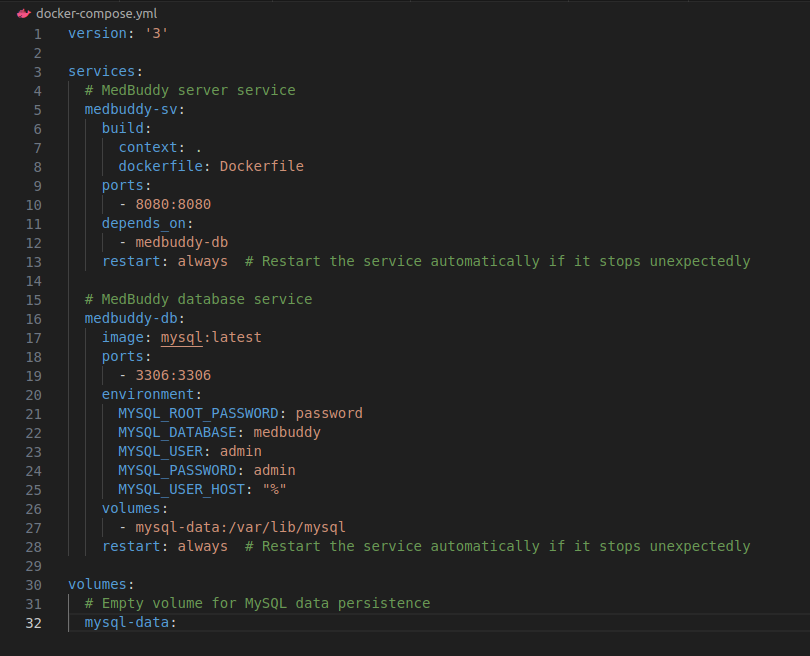 docker-compose.yml
1 version: '3'
2
3 services:
4   # MedBuddy server service
5   medbuddy-sv:
6     build:
7       context: .
8       dockerfile: Dockerfile
9     ports:
10       - 8080:8080
11     depends_on:
12       - medbuddy-db
13     restart: always  # Restart the service automatically if it stops unexpectedly
14
15   # MedBuddy database service
16   medbuddy-db:
17     image: mysql:latest
18     ports:
19       - 3306:3306
20     environment:
21       MYSQL_ROOT_PASSWORD: password
22       MYSQL_DATABASE: medbuddy
23       MYSQL_USER: admin
24       MYSQL_PASSWORD: admin
25       MYSQL_USER_HOST: "%"
26     volumes:
27       - mysql-data:/var/lib/mysql
28     restart: always  # Restart the service automatically if it stops unexpectedly
29
30 volumes:
31   # Empty volume for MySQL data persistence
32   mysql-data: